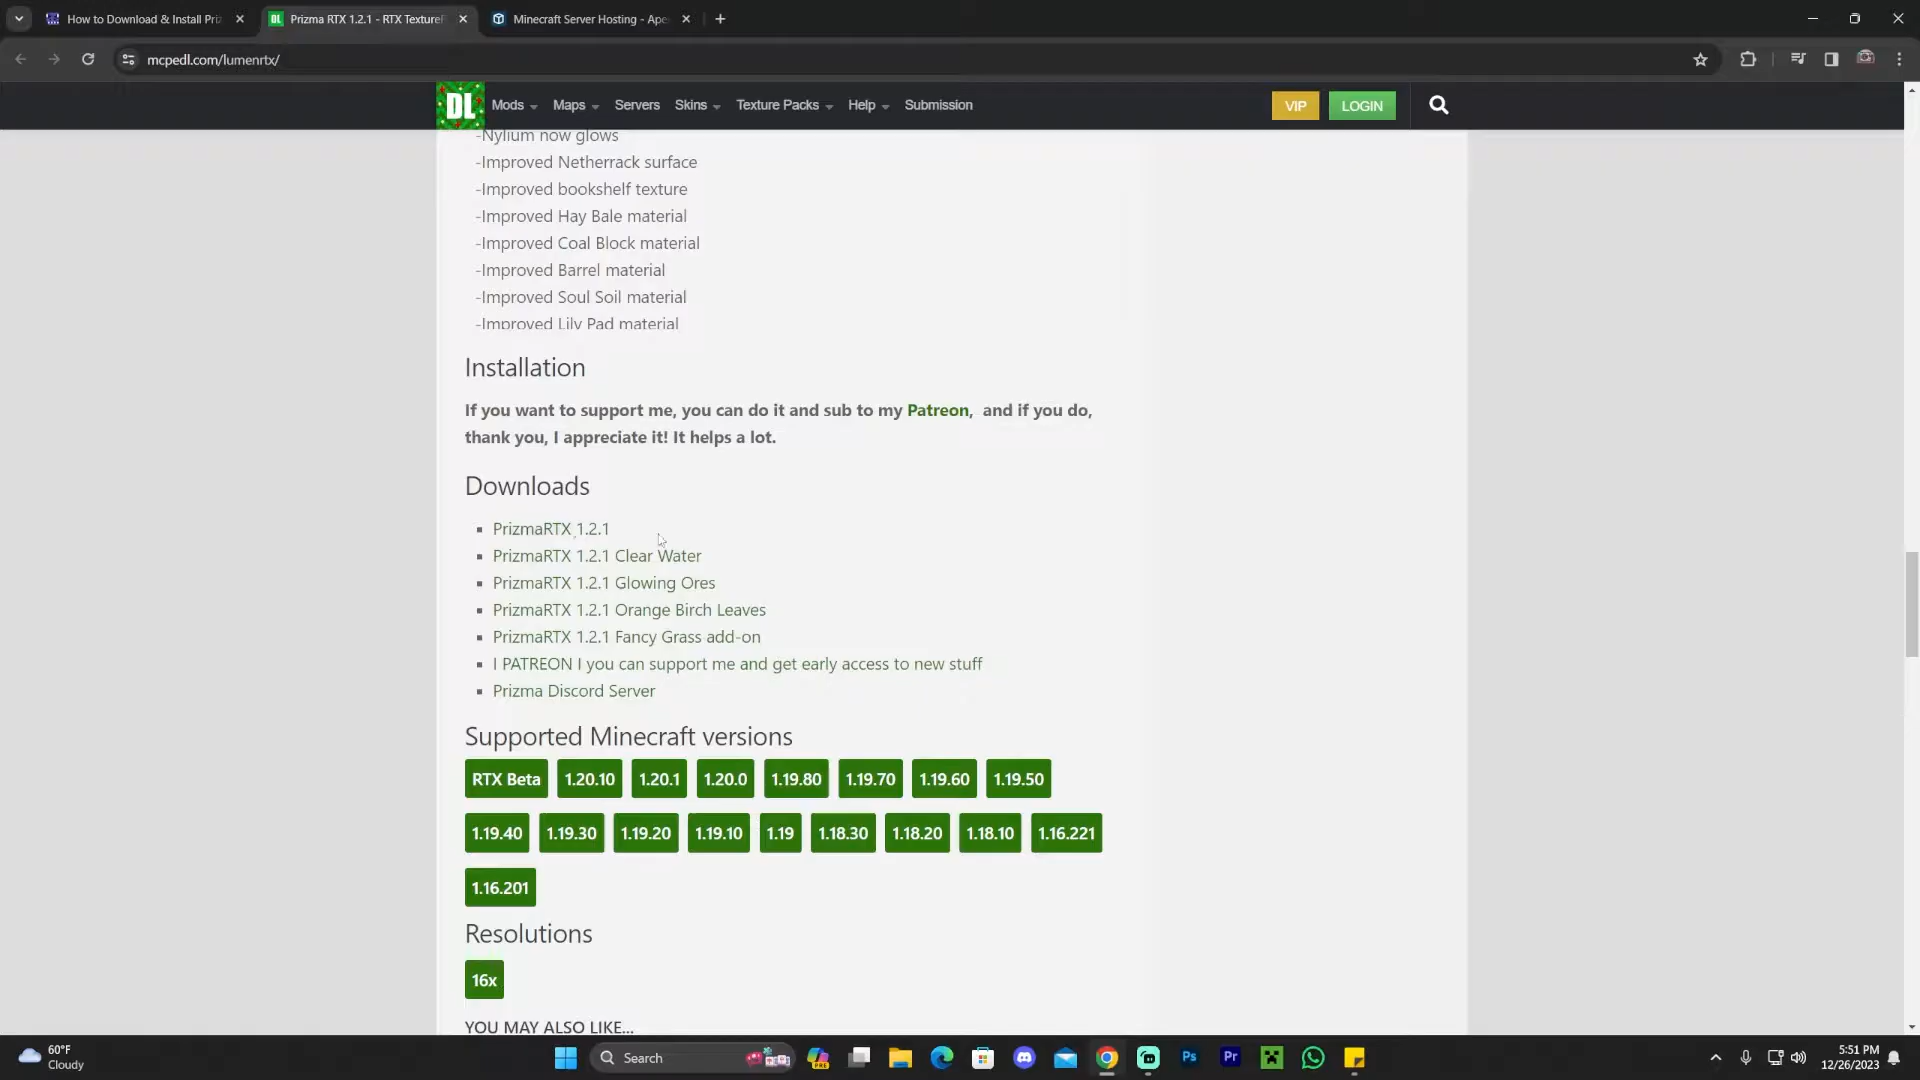 How to Download & Install Pri
Prizma RTX 1.2.1 - RTX TextureP
Minecraft Server Hosting - Ape
mcpedl.com/lumenrtx/
DL
Mods
Maps
Servers
Skins
Texture Packs
Help
Submission
VIP
LOGIN
-Nylium now glows
-Improved Netherrack surface
-Improved bookshelf texture
-Improved Hay Bale material
-Improved Coal Block material
-Improved Barrel material
-Improved Soul Soil material
-Improved Lily Pad material
Installation
If you want to support me, you can do it and sub to my Patreon,  and if you do,
thank you, I appreciate it! It helps a lot.
Downloads
PrizmaRTX 1.2.1
PrizmaRTX 1.2.1 Clear Water
PrizmaRTX 1.2.1 Glowing Ores
PrizmaRTX 1.2.1 Orange Birch Leaves
PrizmaRTX 1.2.1 Fancy Grass add-on
I PATREON I you can support me and get early access to new stuff
Prizma Discord Server
Supported Minecraft versions
RTX Beta 1.20.10 1.20.1 1.20.0 1.19.80 1.19.70 1.19.60 1.19.50
1.19.40 1.19.30 1.19.20 1.19.10 1.19 1.18.30 1.18.20 1.18.10 1.16.221
1.16.201
Resolutions
16x
YOU MAY ALSO LIKE...
60°F
Cloudy
Search
PRE
Ps
Pr
5:51 PM
12/26/2023